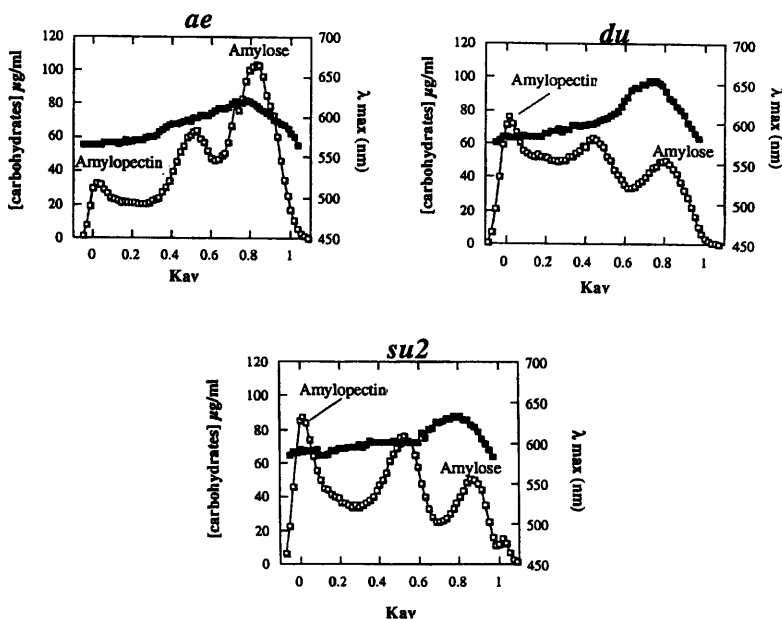 ae
[carbohydrates] µg/ml
120
100
80
60
40
20
0
Amylopectin
Amylose
700
650
600
550
500
450
λ max (nm)
0 0.2 0.4 0.6 0.8 1
Kav
du
[carbohydrates] µg/ml
120
100
80
60
40
20
0
Amylopectin
Amylose
700
650
600
550
500
450
λ max (nm)
0 0.2 0.4 0.6 0.8 1
Kav
su2
[carbohydrates] µg/ml
120
100
80
60
40
20
0
Amylopectin
Amylose
700
650
600
550
500
450
λ max (nm)
0 0.2 0.4 0.6 0.8 1
Kav